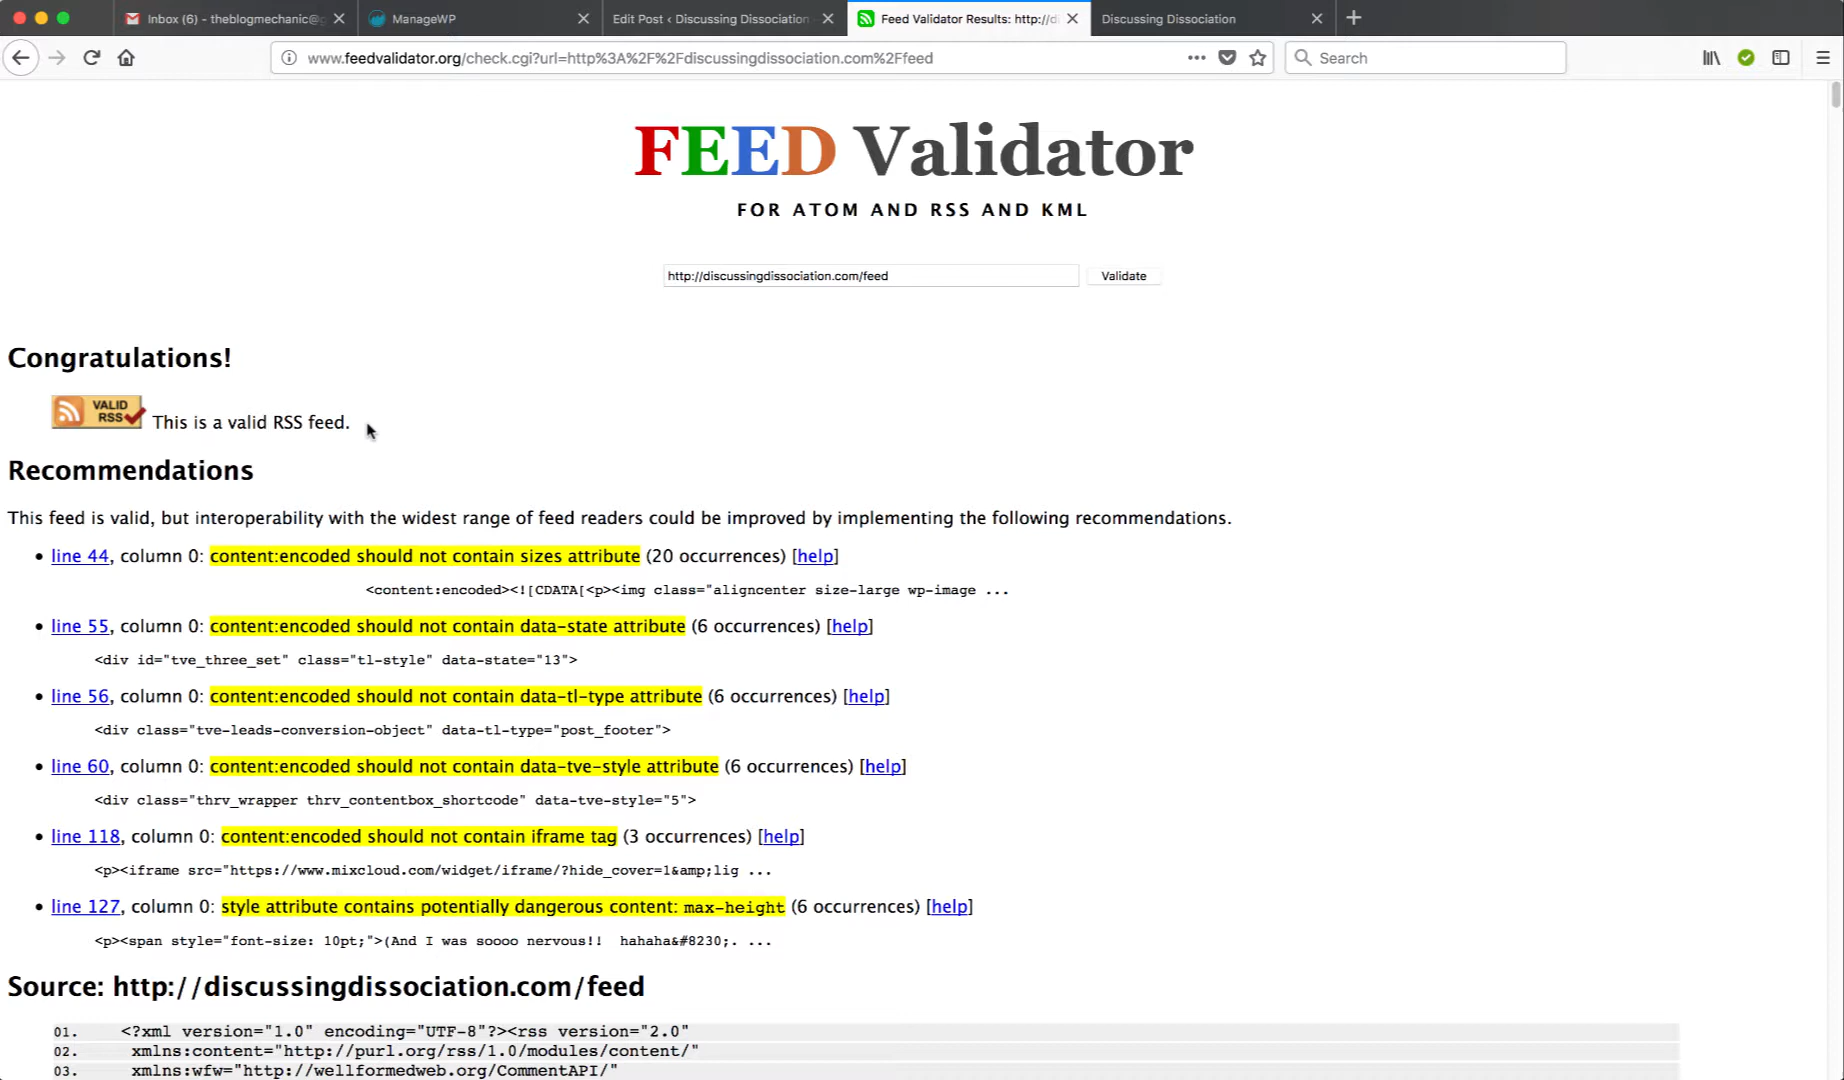 Inbox (6) - theblogmechanic@g
ManageWP
Edit Post ‹ Discussing Dissociation
Feed Validator Results: http://di
Discussing Dissociation
www.feedvalidator.org/check.cgi?url=http%3A%2F%2Fdiscussingdissociation.com%2Ffeed
Search
FEED Validator
FOR ATOM AND RSS AND KML
http://discussingdissociation.com/feed
Validate
Congratulations!
VALID RSS This is a valid RSS feed.
Recommendations
This feed is valid, but interoperability with the widest range of feed readers could be improved by implementing the following recommendations.
• line 44, column 0: content:encoded should not contain sizes attribute (20 occurrences) [help]
<content:encoded><![CDATA[<p><img class="aligncenter size-large wp-image ...
• line 55, column 0: content:encoded should not contain data-state attribute (6 occurrences) [help]
<div id="tve_three_set" class="tl-style" data-state="13">
• line 56, column 0: content:encoded should not contain data-tl-type attribute (6 occurrences) [help]
<div class="tve-leads-conversion-object" data-tl-type="post_footer">
• line 60, column 0: content:encoded should not contain data-tve-style attribute (6 occurrences) [help]
<div class="thrv_wrapper thrv_contentbox_shortcode" data-tve-style="5">
• line 118, column 0: content:encoded should not contain iframe tag (3 occurrences) [help]
<p><iframe src="https://www.mixcloud.com/widget/iframe/?hide_cover=1&amp;lig ...
• line 127, column 0: style attribute contains potentially dangerous content: max-height (6 occurrences) [help]
<p><span style="font-size: 10pt;">(And I was soooo nervous!!  hahaha&#8230;. ...
Source: http://discussingdissociation.com/feed
01. <?xml version="1.0" encoding="UTF-8"?><rss version="2.0"
02. xmlns:content="http://purl.org/rss/1.0/modules/content/"
03. xmlns:wfw="http://wellformedweb.org/CommentAPI/"